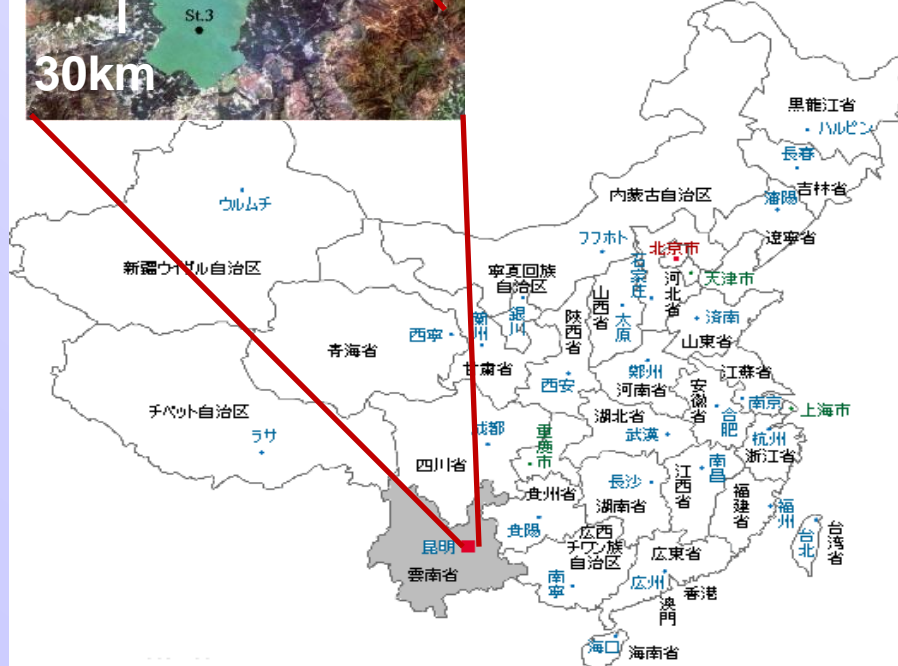 St.3
30km
黒龍江省
ハルピン
長春
吉林省
内蒙古自治区
瀋陽
ウルムチ
遼寧省
フフホト
北京市
新疆ウイグル自治区
寧夏回族
自治区
石家庄
天津市
河北省
山西省
銀川
太原
済南
陝西省
蘭州
西寧
山東省
青海省
甘粛省
鄭州
江蘇省
西安
河南省
安徽省
南京
上海市
チベット自治区
湖北省
合肥
ラサ
成都
重慶市
武漢
杭州
浙江省
四川省
南昌
長沙
江西省
貴州省
湖南省
福建省
福州
貴陽
広西
チワン族
自治区
台北
台湾省
昆明
広東省
雲南省
南寧
広州
香港
澳門
海口
海南省